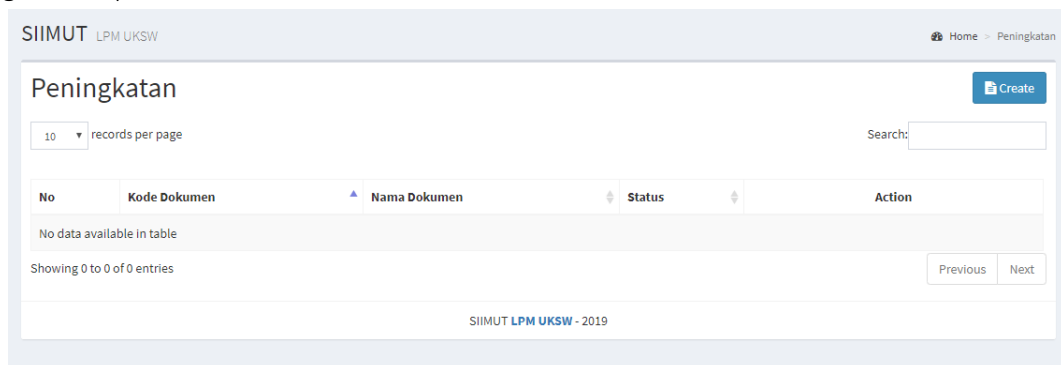 SIIMUT LPM UKSW Home > Peningkatan
Peningkatan Create
10 records per page Search:
No Kode Dokumen Nama Dokumen Status Action
No data available in table
Showing 0 to 0 of 0 entries Previous Next
SIIMUT LPM UKSW - 2019